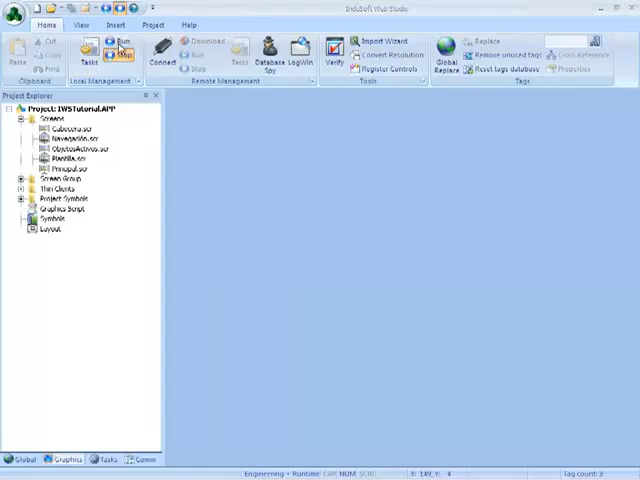 InduSoft Web Studio
Home View Insert Project Help
Paste Cut Copy Find Clipboard
Tasks Run Stop Local Management
Connect Download Run Stop Tasks Remote Management
Database Spy LogWin
Verify Import Wizard Convert Resolution Register Controls Tools
Global Replace Replace Remove unused tags Reset tags database Cross Reference Properties Tags
Project Explorer
Project: IWSTutorial.APP
Screens
Cabecera.scr
Navegación.scr
ObjetosActivos.scr
Plantilla.scr
Principal.scr
Screen Group
Thin Clients
Project Symbols
Graphics Script
Symbols
Layout
Global Graphics Tasks Comm
Engineering + Runtime CAP NUM SCRL X: 149, Y: 4 Tag count: 3